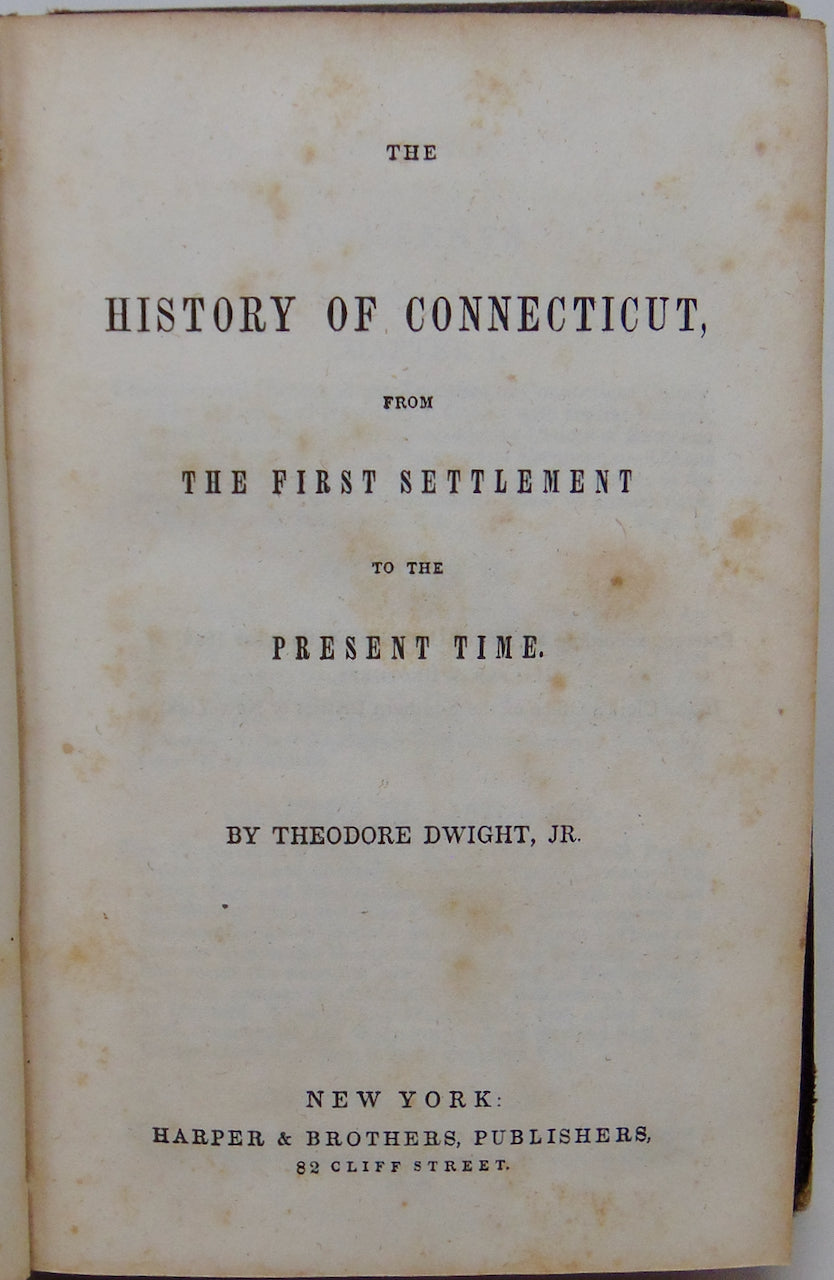 THE
HISTORY OF CONNECTICUT,
FROM
THE FIRST SETTLEMENT
TO THE
PRESENT TIME.
BY THEODORE DWIGHT, JR.
NEW YORK:
HARPER & BROTHERS, PUBLISHERS,
82 CLIFF STREET.